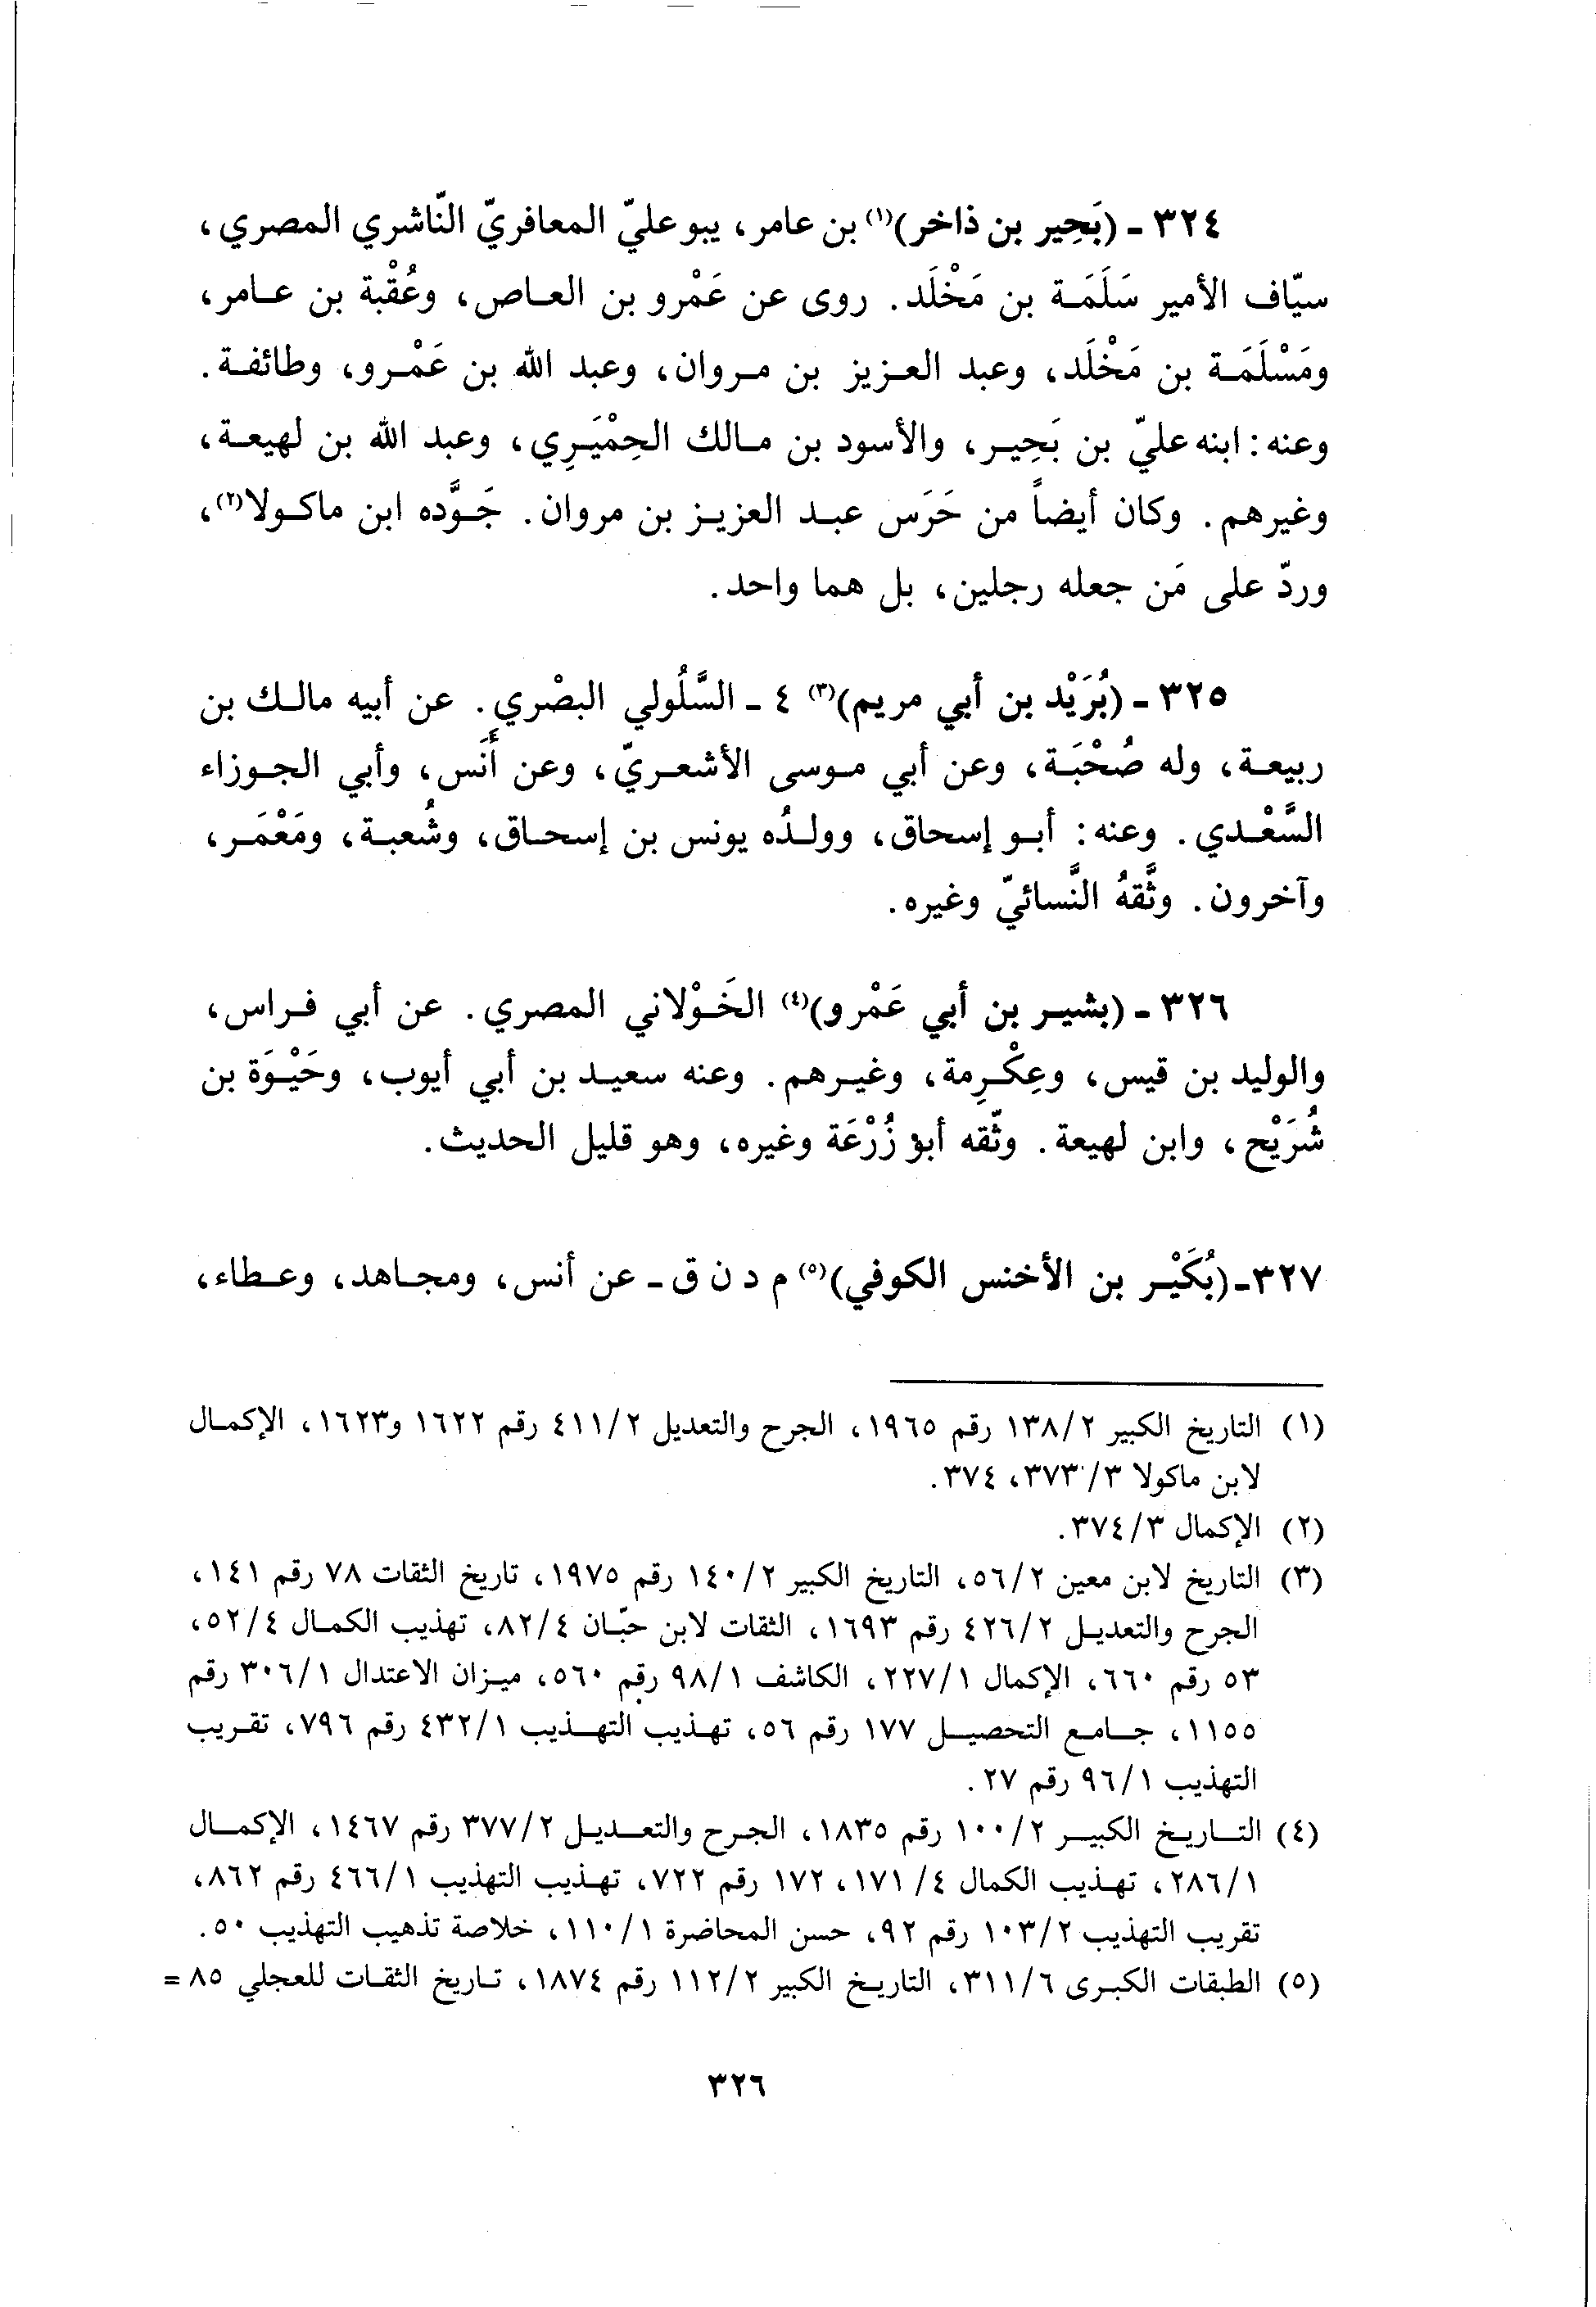 ٣٢٤ - (بَحِير بن ذاخر)(١) بن عامر، يبو عليّ المعافريّ النّاشري المصري،
سيّاف الأمير سَلَمَة بن مَخْلَد. روى عن عَمْرو بن العاص، وعُقْبة بن عامر،
ومَسْلَمَة بن مَخْلَد، وعبد العزيز بن مروان، وعبد الله بن عَمْرو، وطائفة.
وعنه: ابنه عليّ بن بَحِير، والأسود بن مالك الحِمْيَرِي، وعبد الله بن لهيعة،
وغيرهم. وكان أيضاً من حَرَس عبد العزيز بن مروان. جَوَّده ابن ماكولا(٢)،
وردّ على مَن جعله رجلين، بل هما واحد.
٣٢٥ - (بُرَيْد بن أبي مريم)(٣) ٤ - السَّلُولي البصْري. عن أبيه مالك بن
ربيعة، وله صُحْبَة، وعن أبي موسى الأشعريّ، وعن أَنَس، وأبي الجوزاء
السَّعْدي. وعنه: أبو إسحاق، وولدُه يونس بن إسحاق، وشُعبة، ومَعْمَر،
وآخرون. وثَّقهُ النَّسائيّ وغيره.
٣٢٦ - (بشير بن أبي عَمْرو)(٤) الخَوْلاني المصري. عن أبي فراس،
والوليد بن قيس، وعِكْرِمة، وغيرهم. وعنه سعيد بن أبي أيوب، وحَيْوَة بن
شُرَيْح، وابن لهيعة. وثّقه أبو زُرْعَة وغيره، وهو قليل الحديث.
٣٢٧ - (بُكَيْر بن الأخنس الكوفي)(٥) م د ن ق - عن أنس، ومجاهد، وعطاء،
(١) التاريخ الكبير ١٣٨/٢ رقم ١٩٦٥، الجرح والتعديل ٤١١/٢ رقم ١٦٢٢ و١٦٢٣، الإكمال
لابن ماكولا ٣٧٣/٣، ٣٧٤.
(٢) الإكمال ٣٧٤/٣.
(٣) التاريخ لابن معين ٥٦/٢، التاريخ الكبير ١٤٠/٢ رقم ١٩٧٥، تاريخ الثقات ٧٨ رقم ١٤١،
الجرح والتعديل ٤٢٦/٢ رقم ١٦٩٣، الثقات لابن حبّان ٨٢/٤، تهذيب الكمال ٥٢/٤،
٥٣ رقم ٦٦٠، الإكمال ٢٢٧/١، الكاشف ٩٨/١ رقم ٥٦٠، ميزان الاعتدال ٣٠٦/١ رقم
١١٥٥، جامع التحصيل ١٧٧ رقم ٥٦، تهذيب التهذيب ٤٣٢/١ رقم ٧٩٦، تقريب
التهذيب ٩٦/١ رقم ٢٧.
(٤) التاريخ الكبير ١٠٠/٢ رقم ١٨٣٥، الجرح والتعديل ٣٧٧/٢ رقم ١٤٦٧، الإكمال
٢٨٦/١، تهذيب الكمال ١٧١/٤، ١٧٢ رقم ٧٢٢، تهذيب التهذيب ٤٦٦/١ رقم ٨٦٢،
تقريب التهذيب ١٠٣/٢ رقم ٩٢، حسن المحاضرة ١١٠/١، خلاصة تذهيب التهذيب ٥٠.
(٥) الطبقات الكبرى ٣١١/٦، التاريخ الكبير ١١٢/٢ رقم ١٨٧٤، تاريخ الثقات للعجلي ٨٥ =
٣٢٦